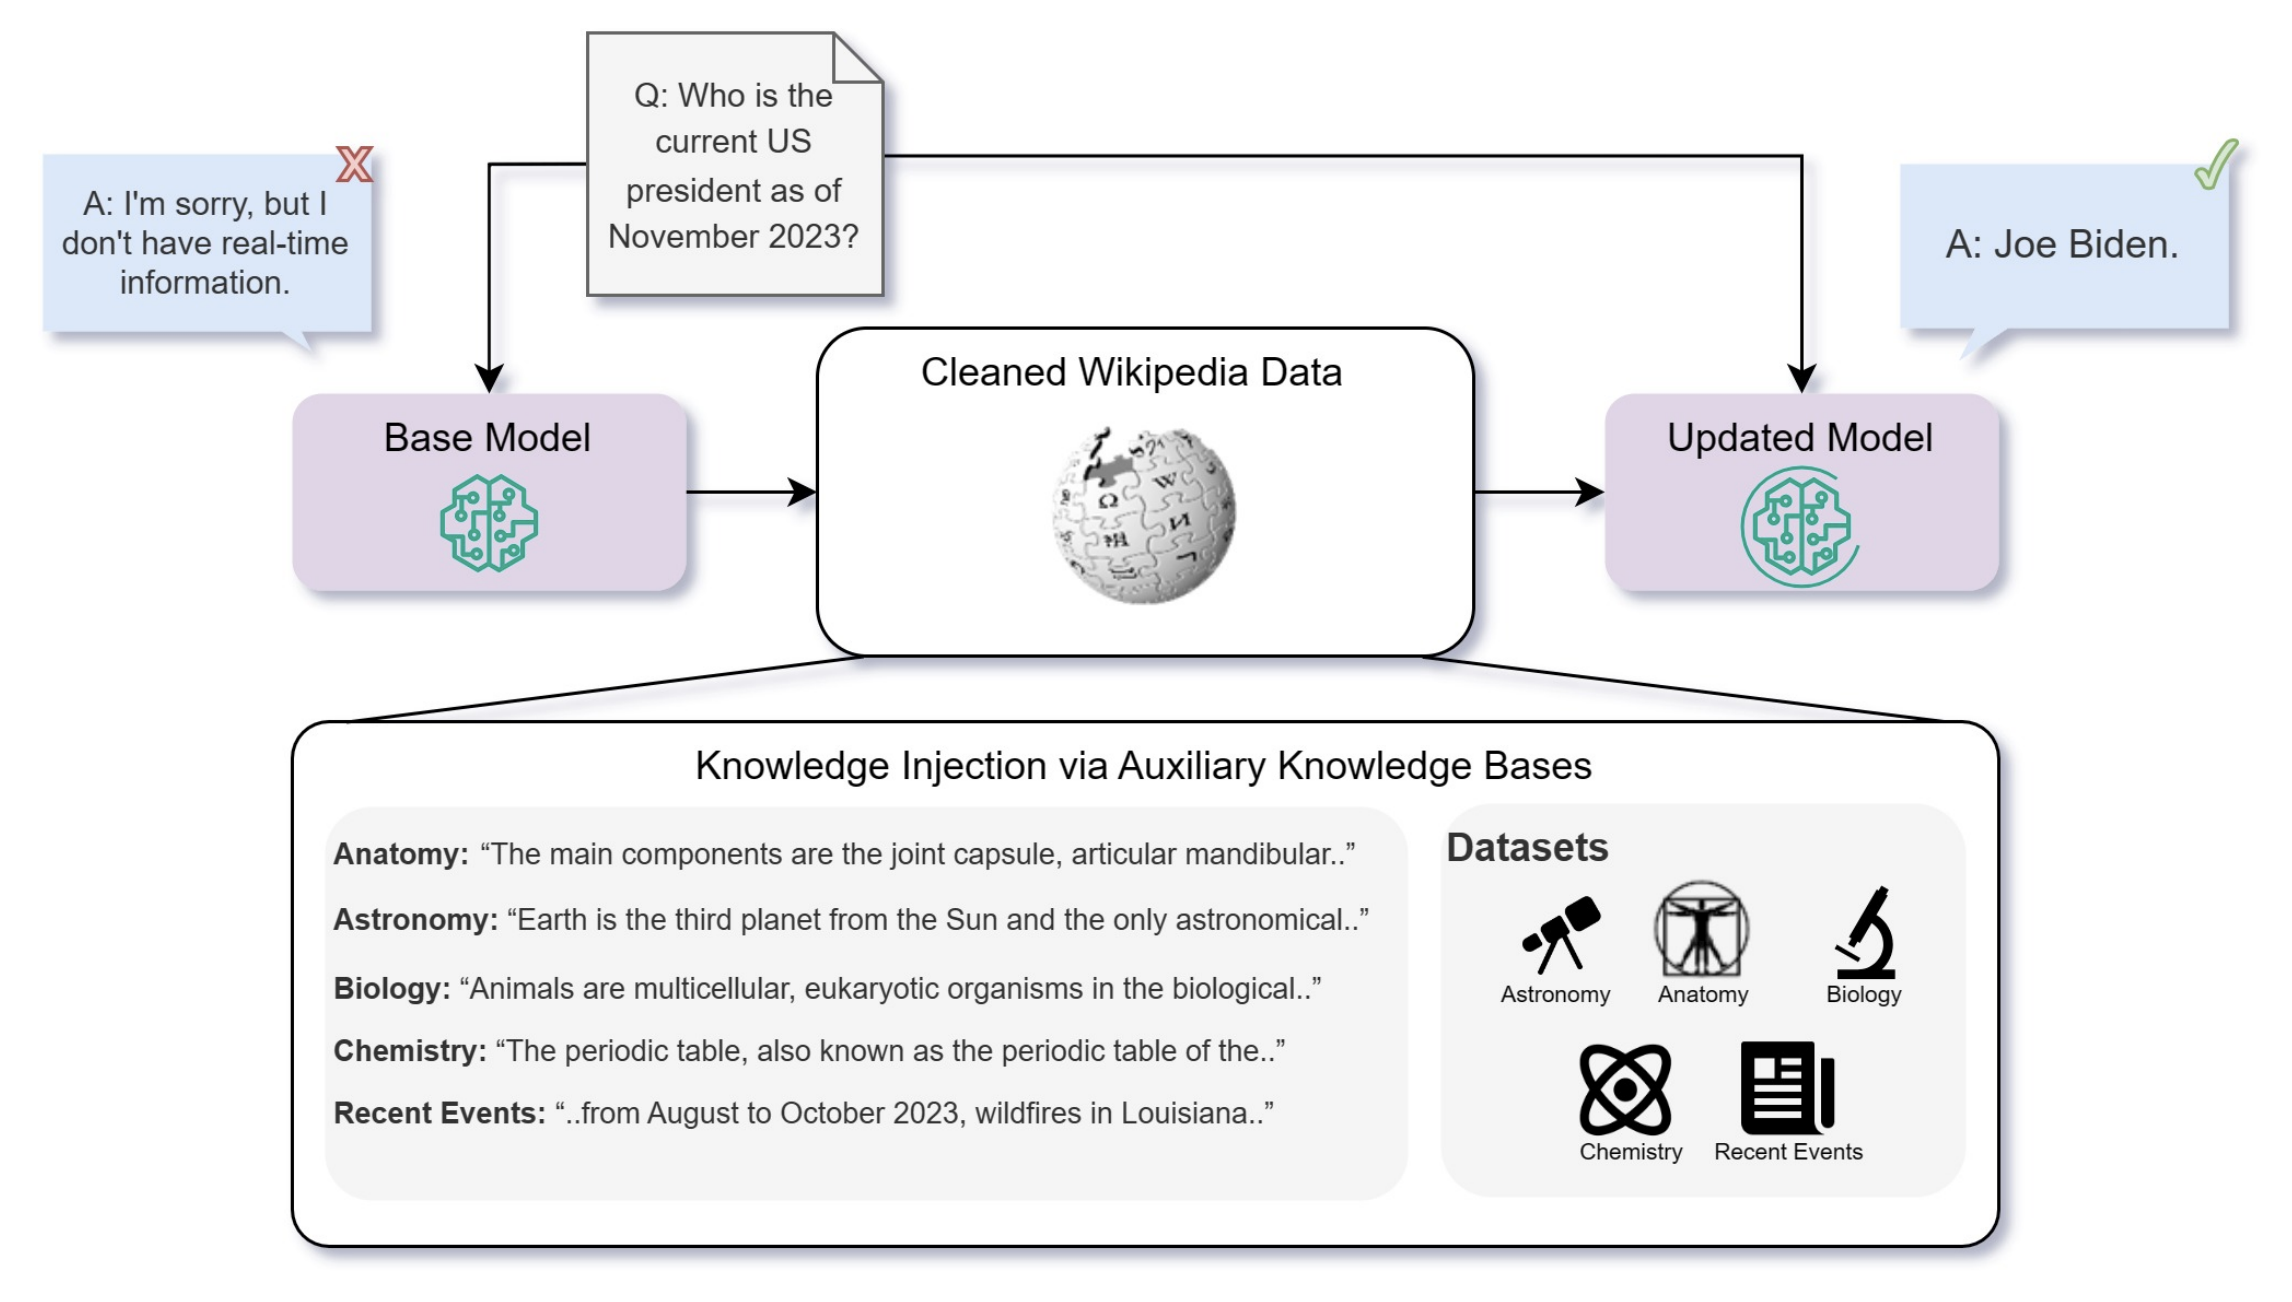 Q: Who is the
current US
president as of
November 2023?
X
A: I'm sorry, but I
don't have real-time
information.
A: Joe Biden.
Base Model
Cleaned Wikipedia Data
Updated Model
Knowledge Injection via Auxiliary Knowledge Bases
Anatomy: “The main components are the joint capsule, articular mandibular..”
Astronomy: “Earth is the third planet from the Sun and the only astronomical..”
Biology: “Animals are multicellular, eukaryotic organisms in the biological..”
Chemistry: “The periodic table, also known as the periodic table of the..”
Recent Events: “..from August to October 2023, wildfires in Louisiana..”
Datasets
Astronomy
Anatomy
Biology
Chemistry
Recent Events